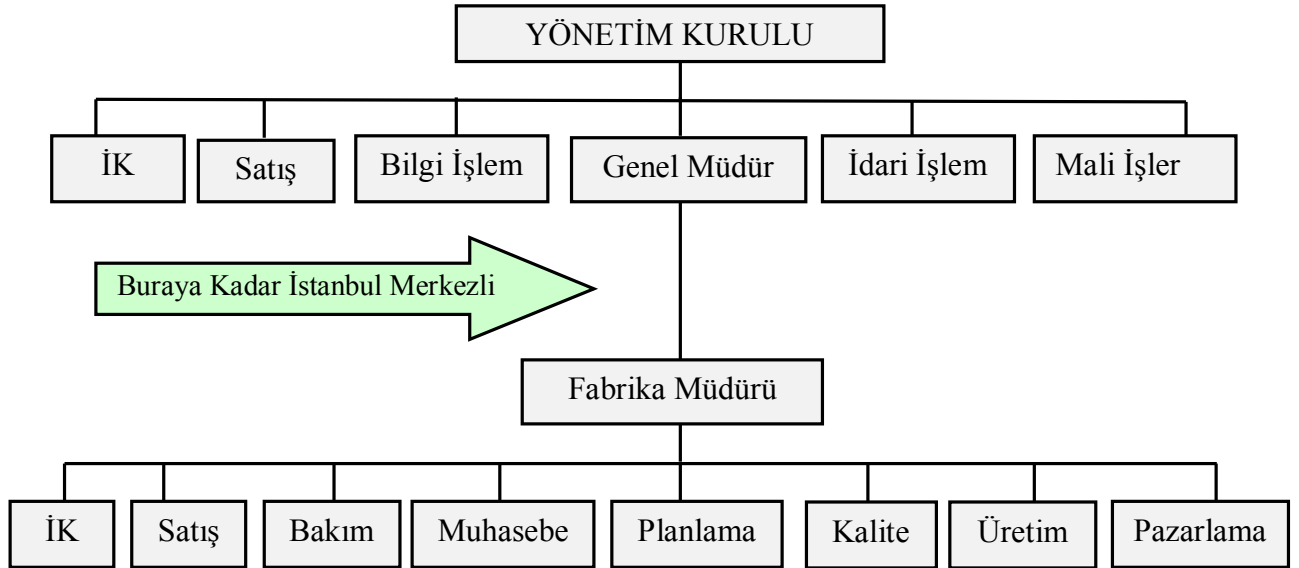 YÖNETİM KURULU
İK
Satış
Bilgi İşlem
Genel Müdür
İdari İşlem
Mali İşler
Buraya Kadar İstanbul Merkezli
Fabrika Müdürü
İK
Satış
Bakım
Muhasebe
Planlama
Kalite
Üretim
Pazarlama